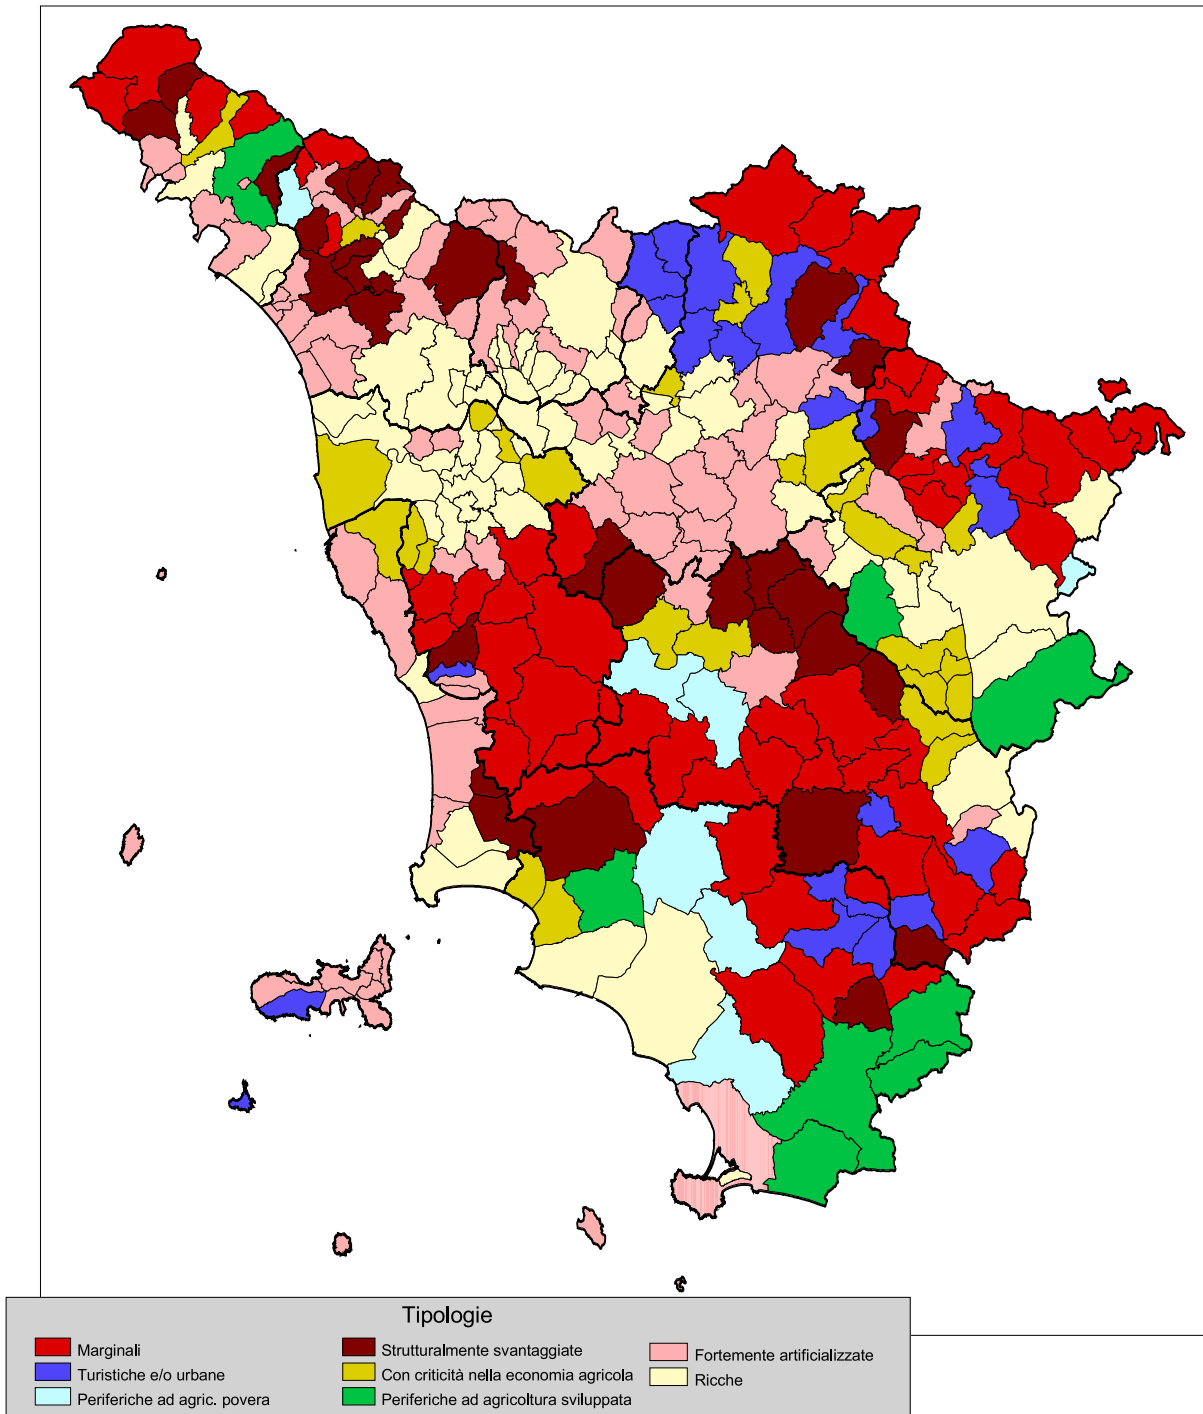 Tipologie
Marginali
Turistiche e/o urbane
Periferiche ad agric. povera
Strutturalmente svantaggiate
Con criticità nella economia agricola
Periferiche ad agricoltura sviluppata
Fortemente artificializzate
Ricche